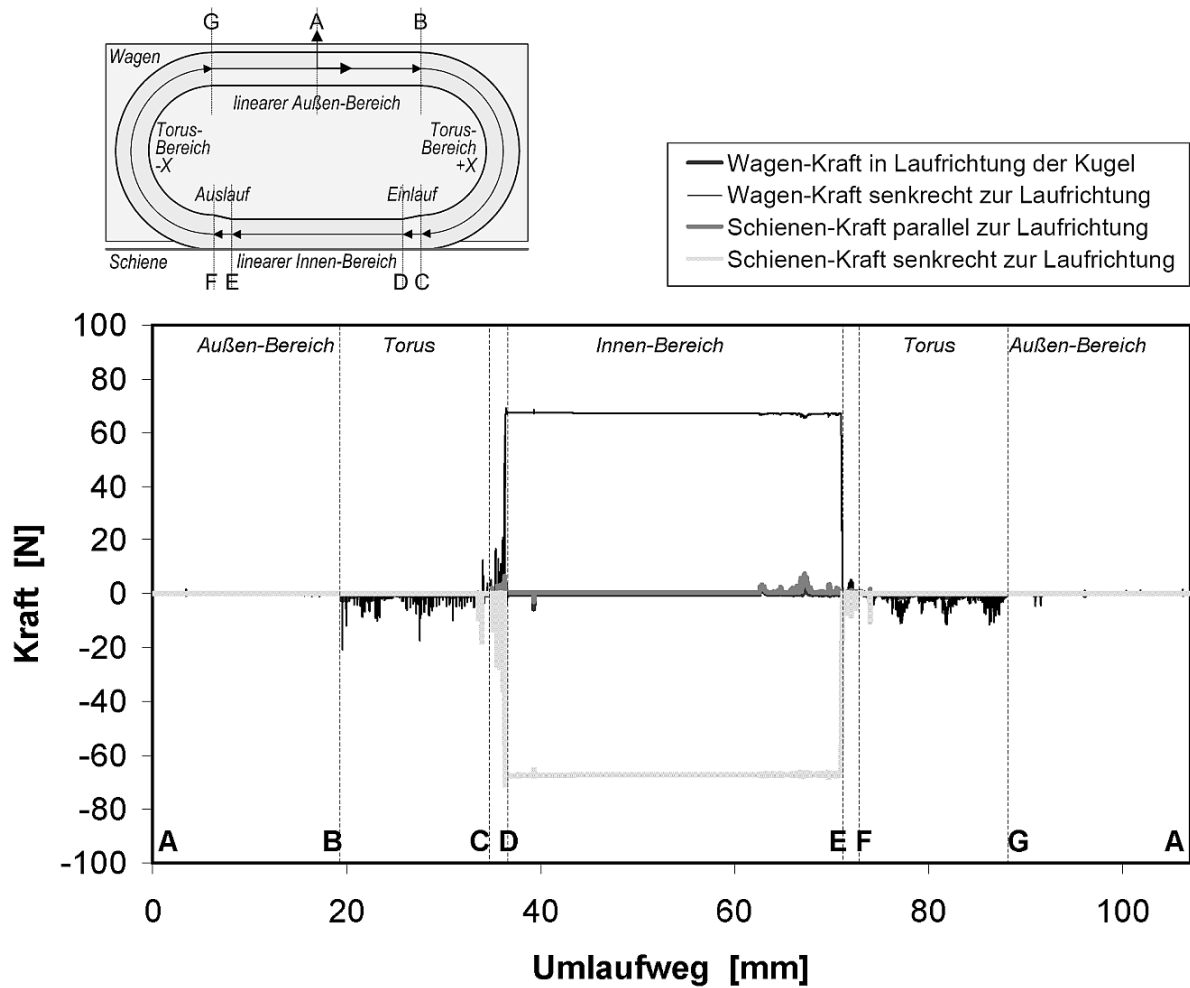 G A B
Wagen
linearer Außen-Bereich
Torus-
Bereich
-X
Torus-
Bereich
+X
Auslauf Einlauf
Schiene
linearer Innen-Bereich
F E D C
Wagen-Kraft in Laufrichtung der Kugel
Wagen-Kraft senkrecht zur Laufrichtung
Schienen-Kraft parallel zur Laufrichtung
Schienen-Kraft senkrecht zur Laufrichtung
Kraft [N]
100
80
60
40
20
0
-20
-40
-60
-80
-100
Außen-Bereich Torus Innen-Bereich Torus Außen-Bereich
A B C D E F G A
0 20 40 60 80 100
Umlaufweg [mm]